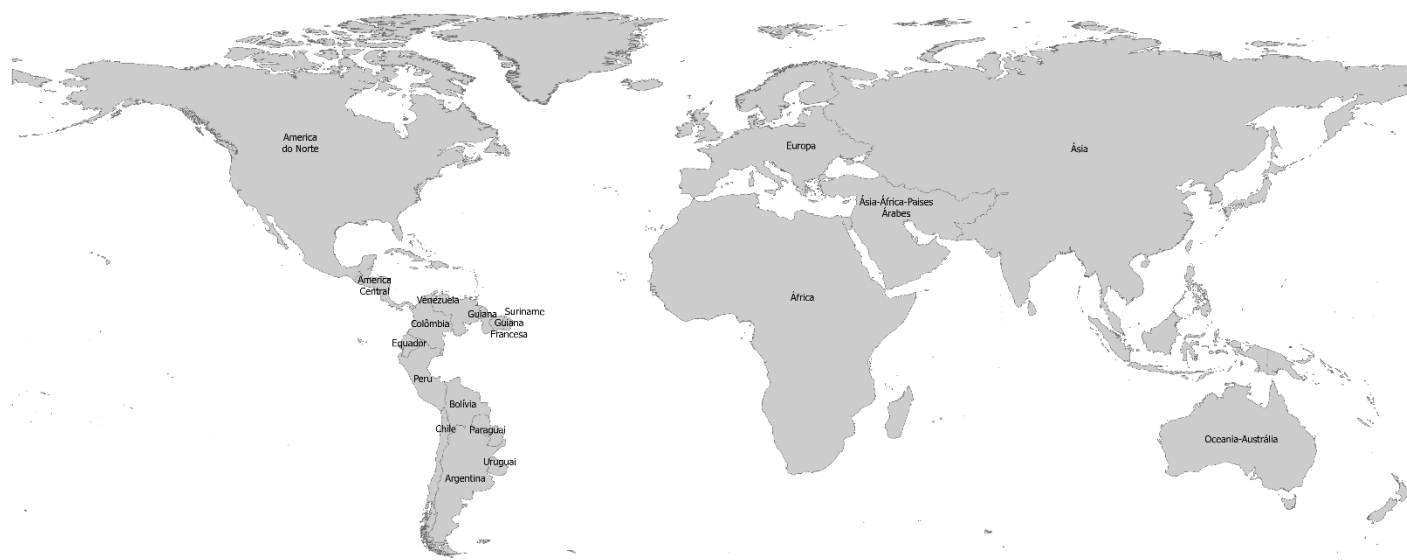 America
do Norte
Europa
Ásia
Ásia-África-Paises
Árabes
America
Central
África
Venezuela
Suriname
Guiana
Colômbia
Guiana
Francesa
Equador
Peru
Bolívia
Chile
Paraguai
Oceania-Austrália
Uruguai
Argentina